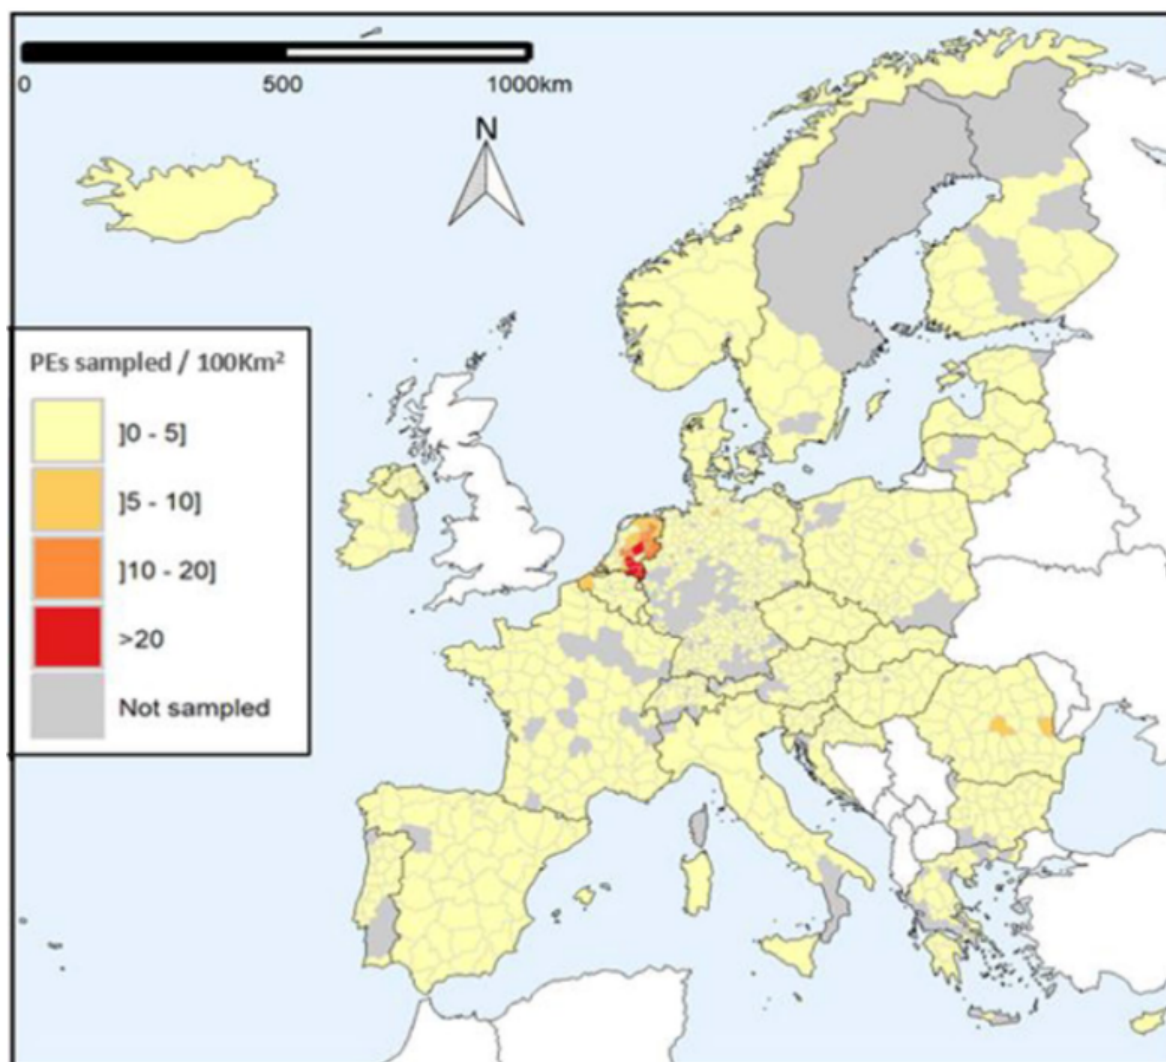 0 500 1000km
N
PEs sampled / 100Km²
]0 - 5]
]5 - 10]
]10 - 20]
>20
Not sampled